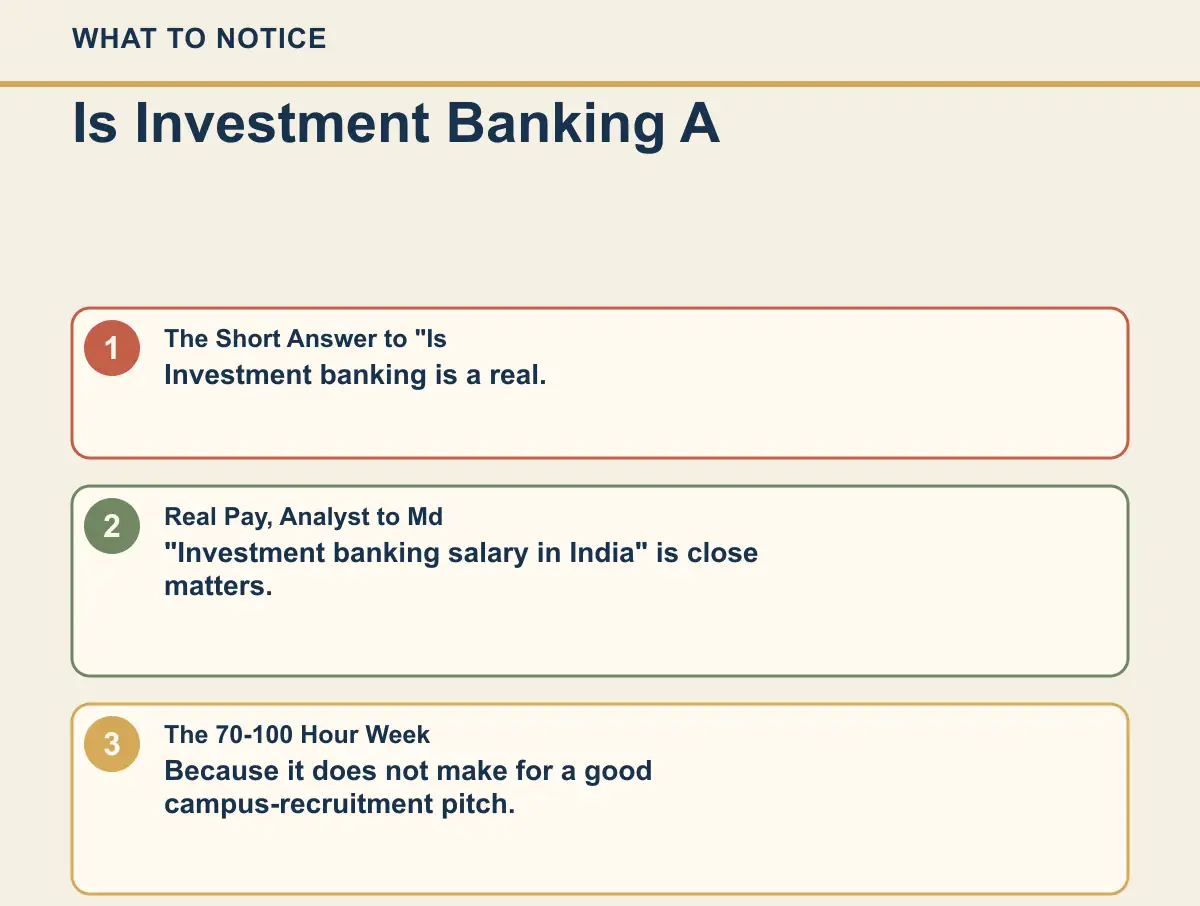 WHAT TO NOTICE
Is Investment Banking A
1
The Short Answer to "Is
Investment banking is a real.
2
Real Pay, Analyst to Md
"Investment banking salary in India" is close
matters.
3
The 70-100 Hour Week
Because it does not make for a good
campus-recruitment pitch.